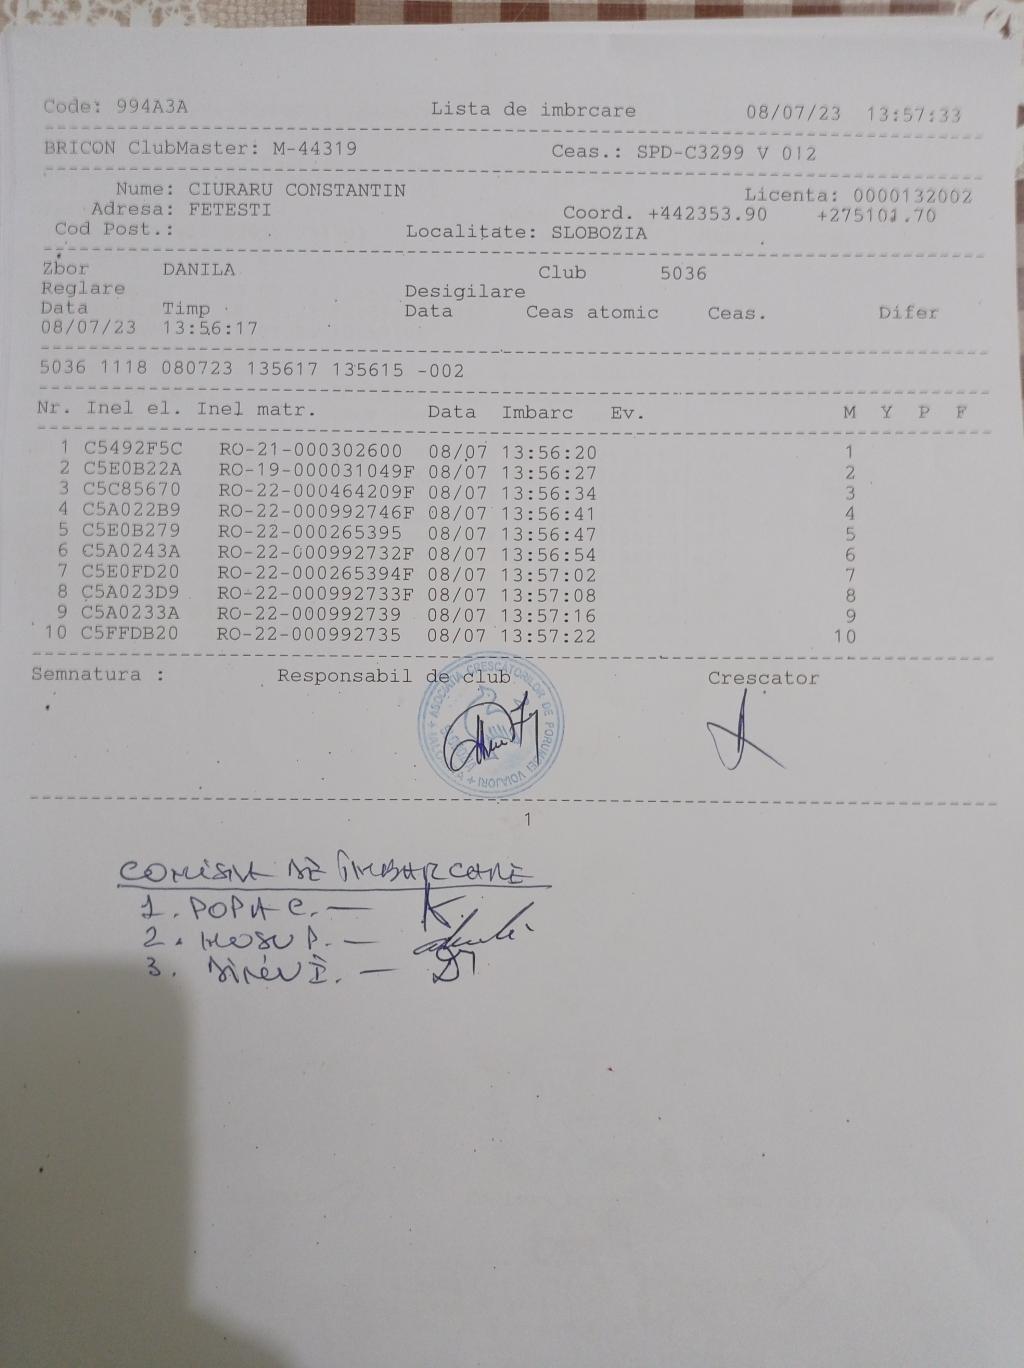 Code: 994A3A Lista de imbrcare 08/07/23 13:57:33
BRICON ClubMaster: M-44319 Ceas.: SPD-C3299 V 012
Nume: CIURARU CONSTANTIN Licenta: 0000132002
Adresa: FETESTI Coord. +442353.90 +275101.70
Cod Post.: Localitate: SLOBOZIA
Zbor DANILA Club 5036
Reglare Desigilare
Data Timp Data Ceas atomic Ceas. Difer
08/07/23 13:56:17
5036 1118 080723 135617 135615 -002
Nr. Inel el. Inel matr. Data Imbarc Ev. M Y P F
1 C5492F5C RO-21-000302600 08/07 13:56:20 1
2 C5E0B22A RO-19-000031049F 08/07 13:56:27 2
3 C5C85670 RO-22-000464209F 08/07 13:56:34 3
4 C5A022B9 RO-22-000992746F 08/07 13:56:41 4
5 C5E0B279 RO-22-000265395 08/07 13:56:47 5
6 C5A0243A RO-22-000992732F 08/07 13:56:54 6
7 C5E0FD20 RO-22-000265394F 08/07 13:57:02 7
8 C5A023D9 RO-22-000992733F 08/07 13:57:08 8
9 C5A0233A RO-22-000992739 08/07 13:57:16 9
10 C5FFDB20 RO-22-000992735 08/07 13:57:22 10
Semnatura : Responsabil de club Crescator
ASOCIATIA CRESCĂTORILOR DE PORUMBEI VOIAJORI
1
COMISIA DE ÎMBARCARE
1. POPA C. —
2. MOSU P. —
3. DINCU I. —